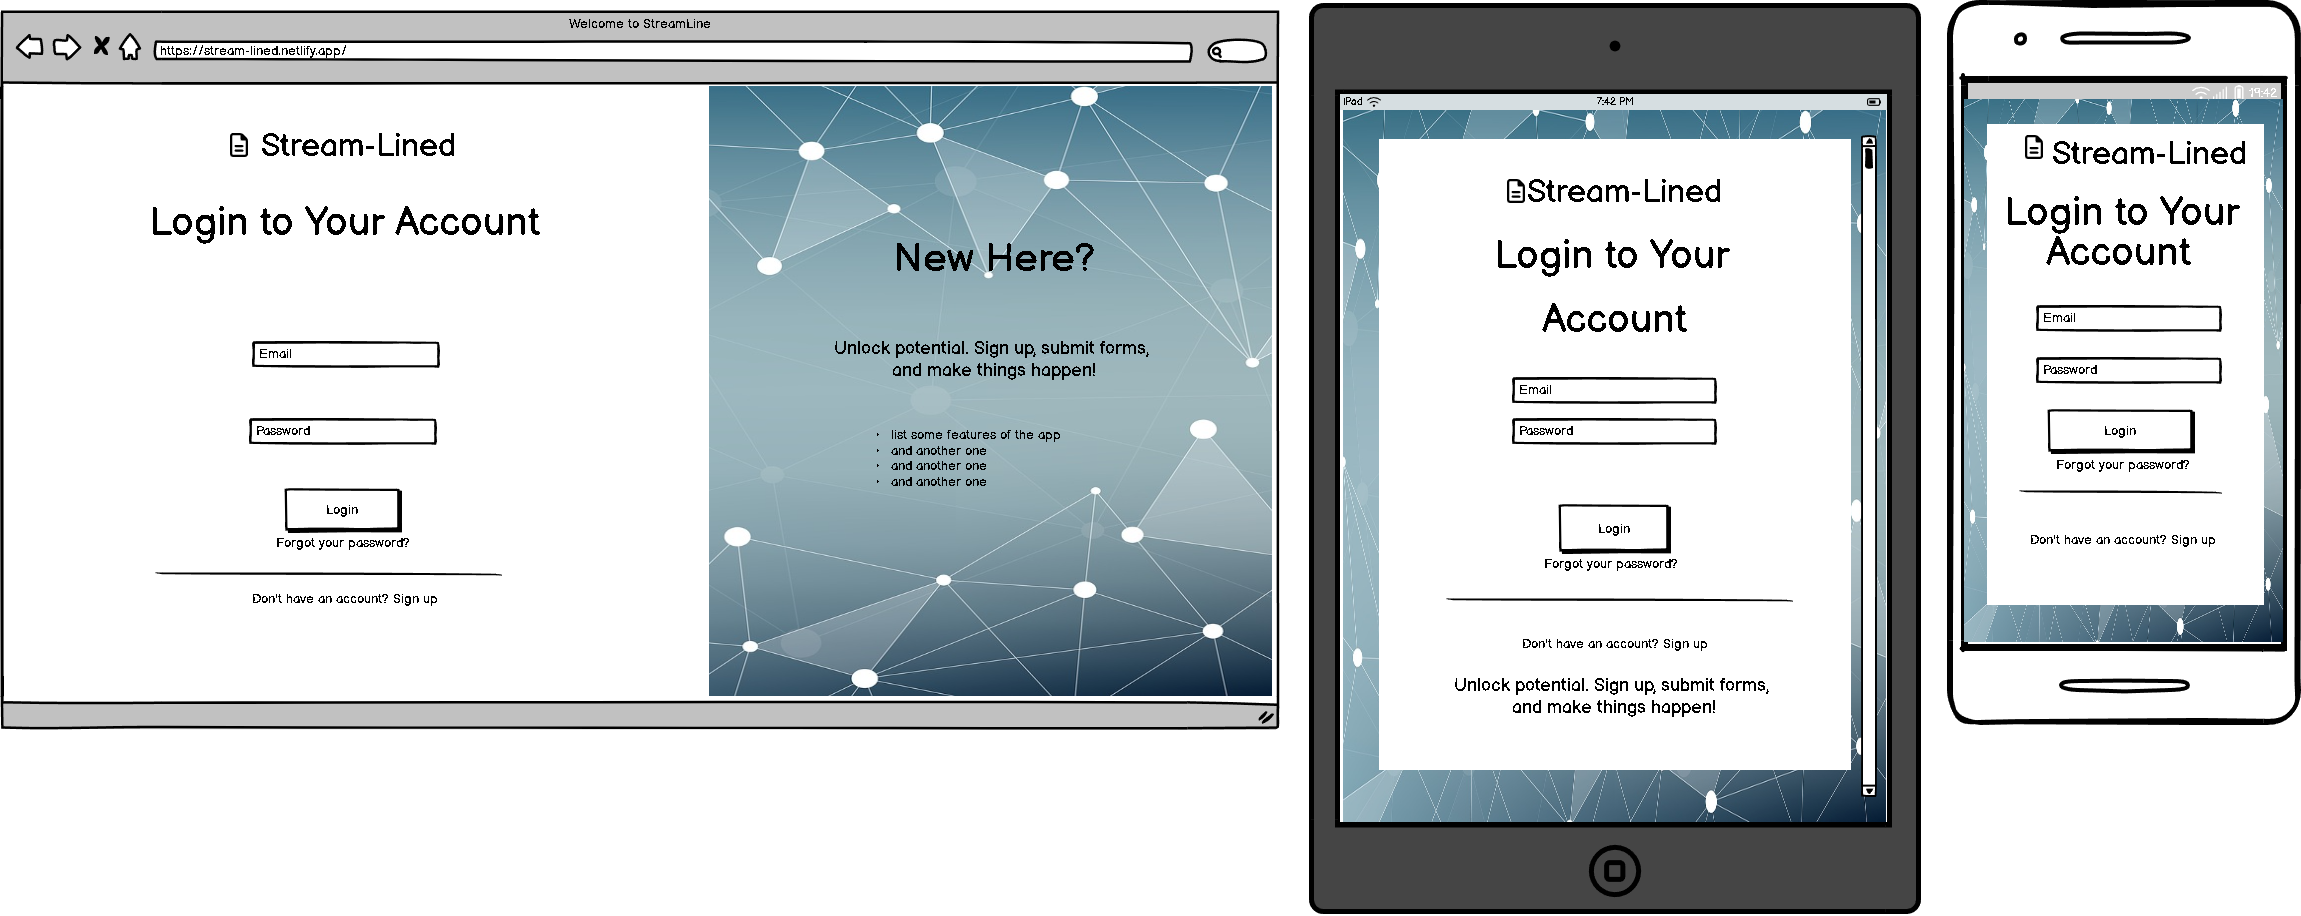 Welcome to StreamLine
https://stream-lined.netlify.app/
Stream-Lined
Login to Your Account
Email
Password
Login
Forgot your password?
Don't have an account? Sign up
New Here?
Unlock potential. Sign up, submit forms,
and make things happen!
• list some features of the app
• and another one
• and another one
• and another one
iPad
7:42 PM
Stream-Lined
Login to Your
Account
Email
Password
Login
Forgot your password?
Don't have an account? Sign up
Unlock potential. Sign up, submit forms,
and make things happen!
19:42
Stream-Lined
Login to Your
Account
Email
Password
Login
Forgot your password?
Don't have an account? Sign up